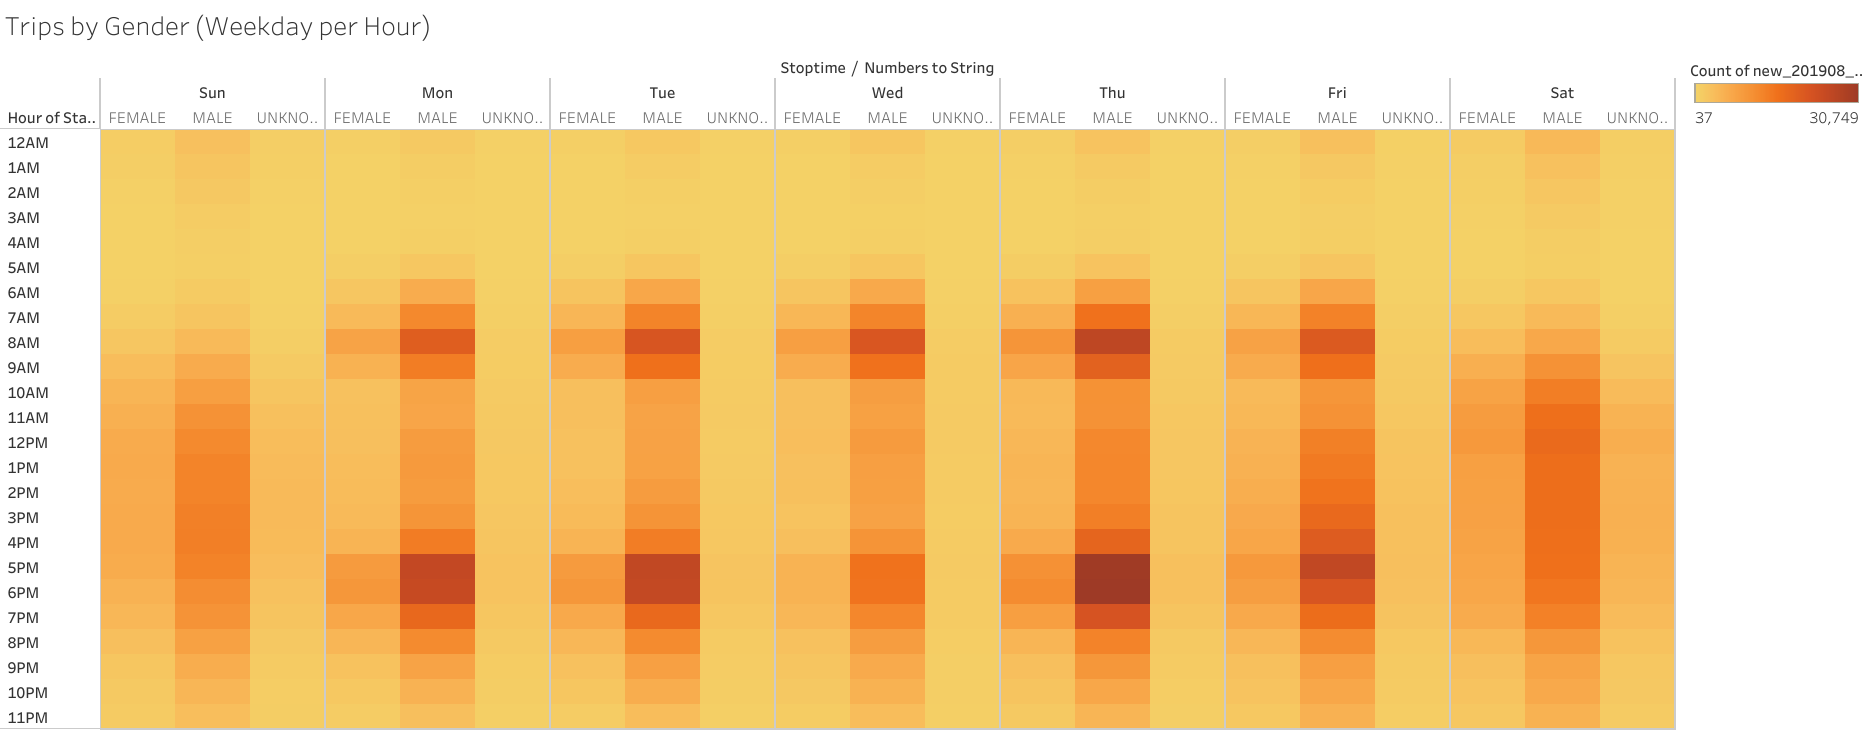 Trips by Gender (Weekday per Hour)
Stoptime / Numbers to String
Count of new_201908_..
37 30,749
Sun Mon Tue Wed Thu Fri Sat
Hour of Sta.. FEMALE MALE UNKNO.. FEMALE MALE UNKNO.. FEMALE MALE UNKNO.. FEMALE MALE UNKNO.. FEMALE MALE UNKNO.. FEMALE MALE UNKNO.. FEMALE MALE UNKNO..
12AM
1AM
2AM
3AM
4AM
5AM
6AM
7AM
8AM
9AM
10AM
11AM
12PM
1PM
2PM
3PM
4PM
5PM
6PM
7PM
8PM
9PM
10PM
11PM